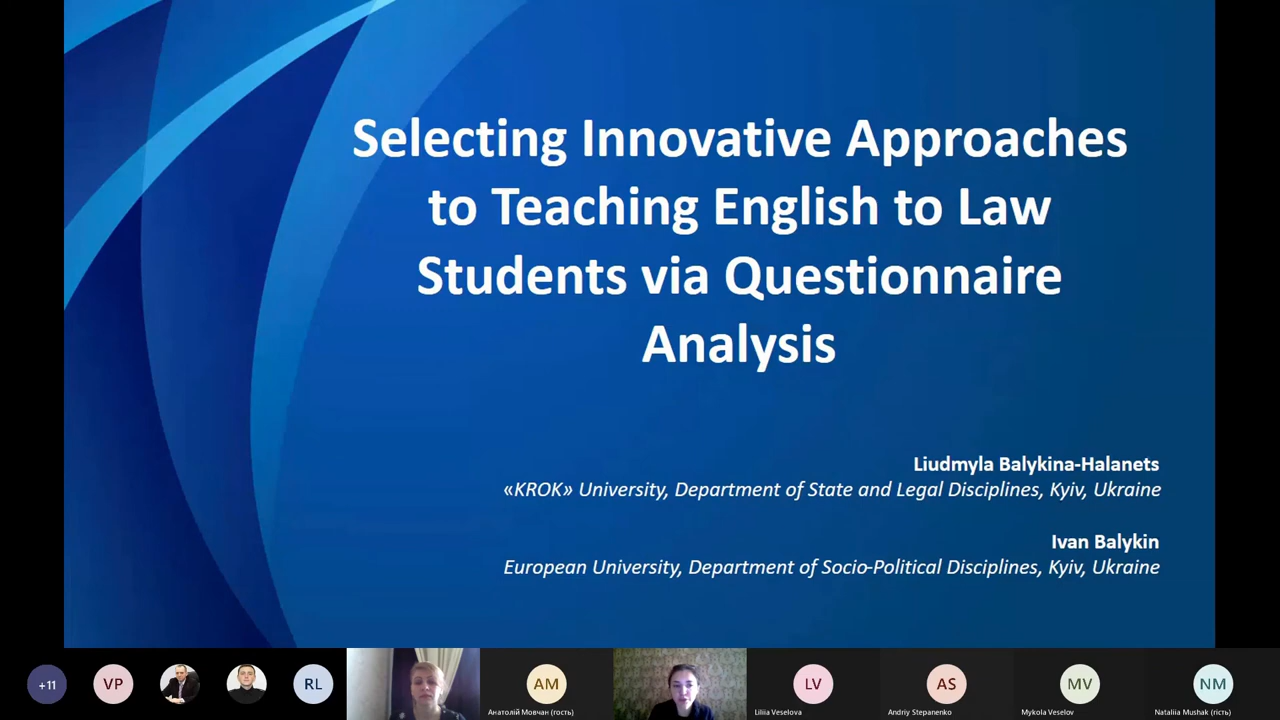 Selecting Innovative Approaches
to Teaching English to Law
Students via Questionnaire
Analysis
Liudmyla Balykina-Halanets
«KROK» University, Department of State and Legal Disciplines, Kyiv, Ukraine
Ivan Balykin
European University, Department of Socio-Political Disciplines, Kyiv, Ukraine
+11
VP
RL
AM
Анатолій Мовчан (гость)
LV
Liliia Veselova
AS
Andriy Stepanenko
MV
Mykola Veselov
NM
Nataliia Mushak (гість)